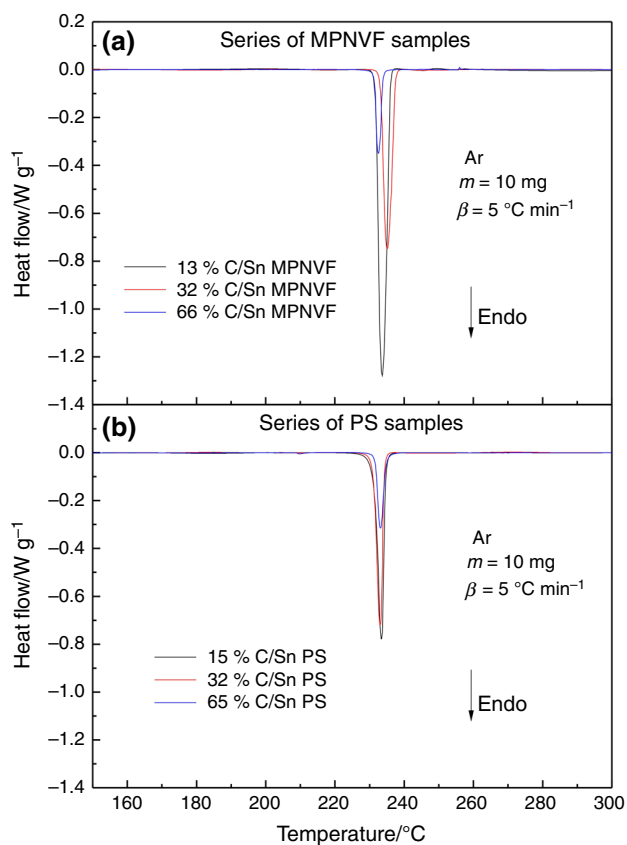 (a)
Series of MPNVF samples
0.2
0.0
−0.2
−0.4
−0.6
−0.8
−1.0
−1.2
−1.4
Heat flow/W g⁻¹
Ar
m = 10 mg
β = 5 °C min⁻¹
13 % C/Sn MPNVF
32 % C/Sn MPNVF
66 % C/Sn MPNVF
Endo
(b)
Series of PS samples
0.0
−0.2
−0.4
−0.6
−0.8
−1.0
−1.2
−1.4
Heat flow/W g⁻¹
Ar
m = 10 mg
β = 5 °C min⁻¹
15 % C/Sn PS
32 % C/Sn PS
65 % C/Sn PS
Endo
160 180 200 220 240 260 280 300
Temperature/°C